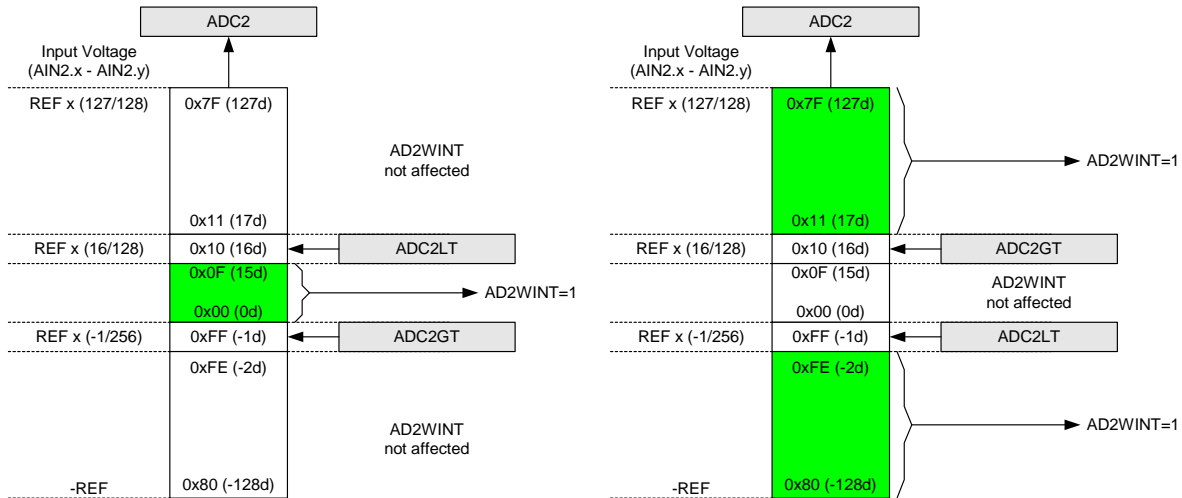 ADC2
Input Voltage
(AIN2.x - AIN2.y)
REF x (127/128)
0x7F (127d)
AD2WINT
not affected
0x11 (17d)
REF x (16/128)
0x10 (16d)
ADC2LT
0x0F (15d)
AD2WINT=1
0x00 (0d)
REF x (-1/256)
0xFF (-1d)
ADC2GT
0xFE (-2d)
AD2WINT
not affected
-REF
0x80 (-128d)
ADC2
Input Voltage
(AIN2.x - AIN2.y)
REF x (127/128)
0x7F (127d)
AD2WINT=1
0x11 (17d)
REF x (16/128)
0x10 (16d)
ADC2GT
0x0F (15d)
AD2WINT
not affected
0x00 (0d)
REF x (-1/256)
0xFF (-1d)
ADC2LT
0xFE (-2d)
AD2WINT=1
-REF
0x80 (-128d)